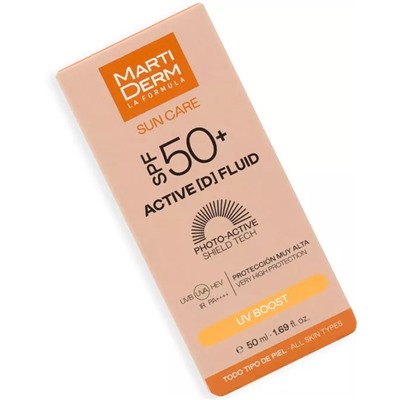 MARTI
DERM
LA FORMULA
SUN CARE
SPF 50+
ACTIVE [D] FLUID
PHOTO-ACTIVE
SHIELD TECH
UVB UVA HEV
IR PA++++
PROTECCIÓN MUY ALTA
VERY HIGH PROTECTION
UV BOOST
e 50 ml · 1.69 fl. oz.
TODO TIPO DE PIEL · ALL SKIN TYPES